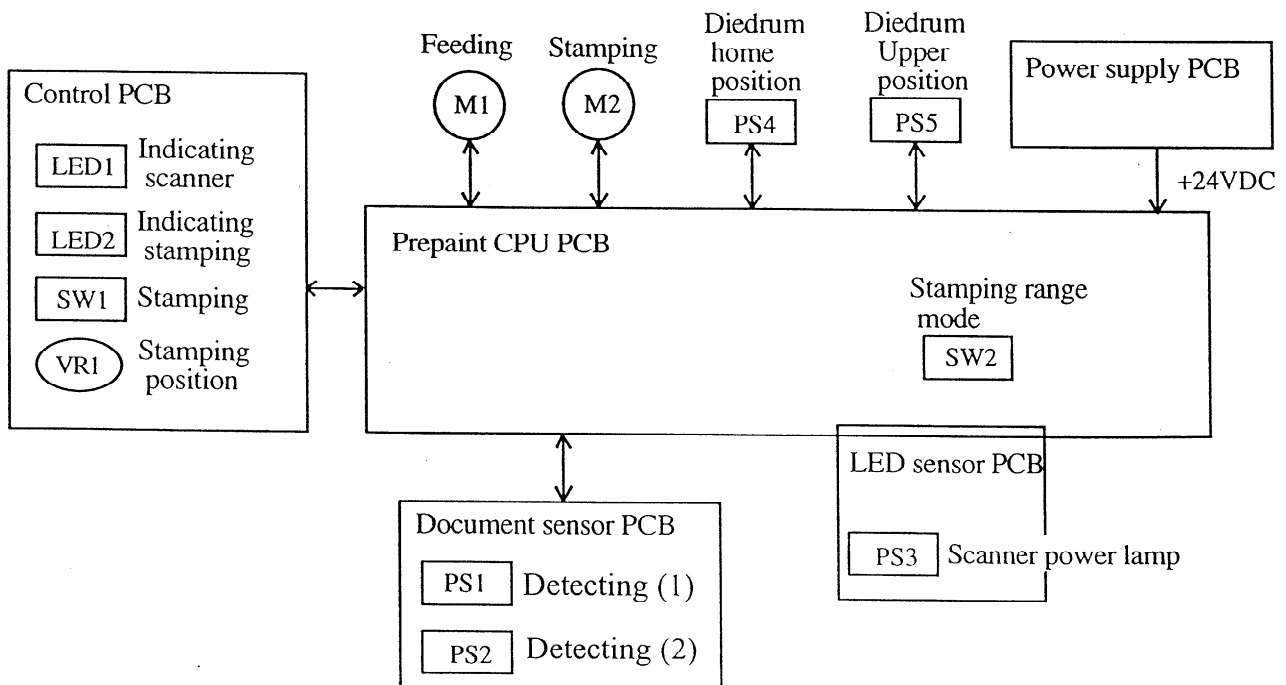 Control PCB
LED1
Indicating
scanner
LED2
Indicating
stamping
SW1
Stamping
VR1
Stamping
position
Feeding
M1
Stamping
M2
Diedrum
home
position
PS4
Diedrum
Upper
position
PS5
Power supply PCB
+24VDC
Prepaint CPU PCB
Stamping range
mode
SW2
Document sensor PCB
PS1
Detecting (1)
PS2
Detecting (2)
LED sensor PCB
PS3
Scanner power lamp